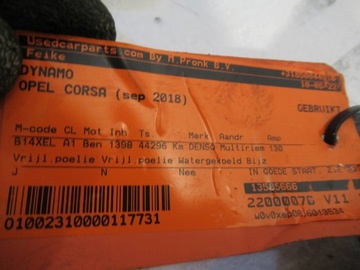 Usedcarparts.com By M.Pronk B.V.
Feike
DYNAMO
OPEL CORSA (sep 2018) GEBRUIKT
M-code CL Mot.Inh Ts. Merk Aandr Amp
B14XEL A1 Ben 1398 44296 Km DENSO Multiriem 130
Vrijl.poelie Vrijl.poelie Watergekoeld Bijz
J N Neel IN GOEDE STAAT.
13585666
22000076 V11
O1002310000117731